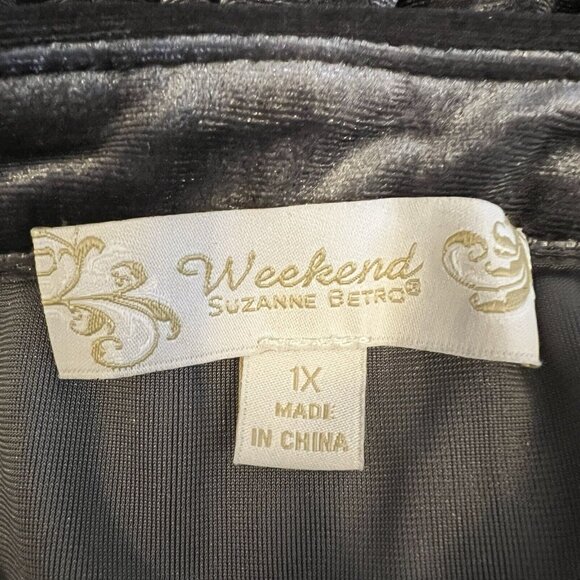 Weekend
SUZANNE BETRO®
1X
MADE
IN CHINA